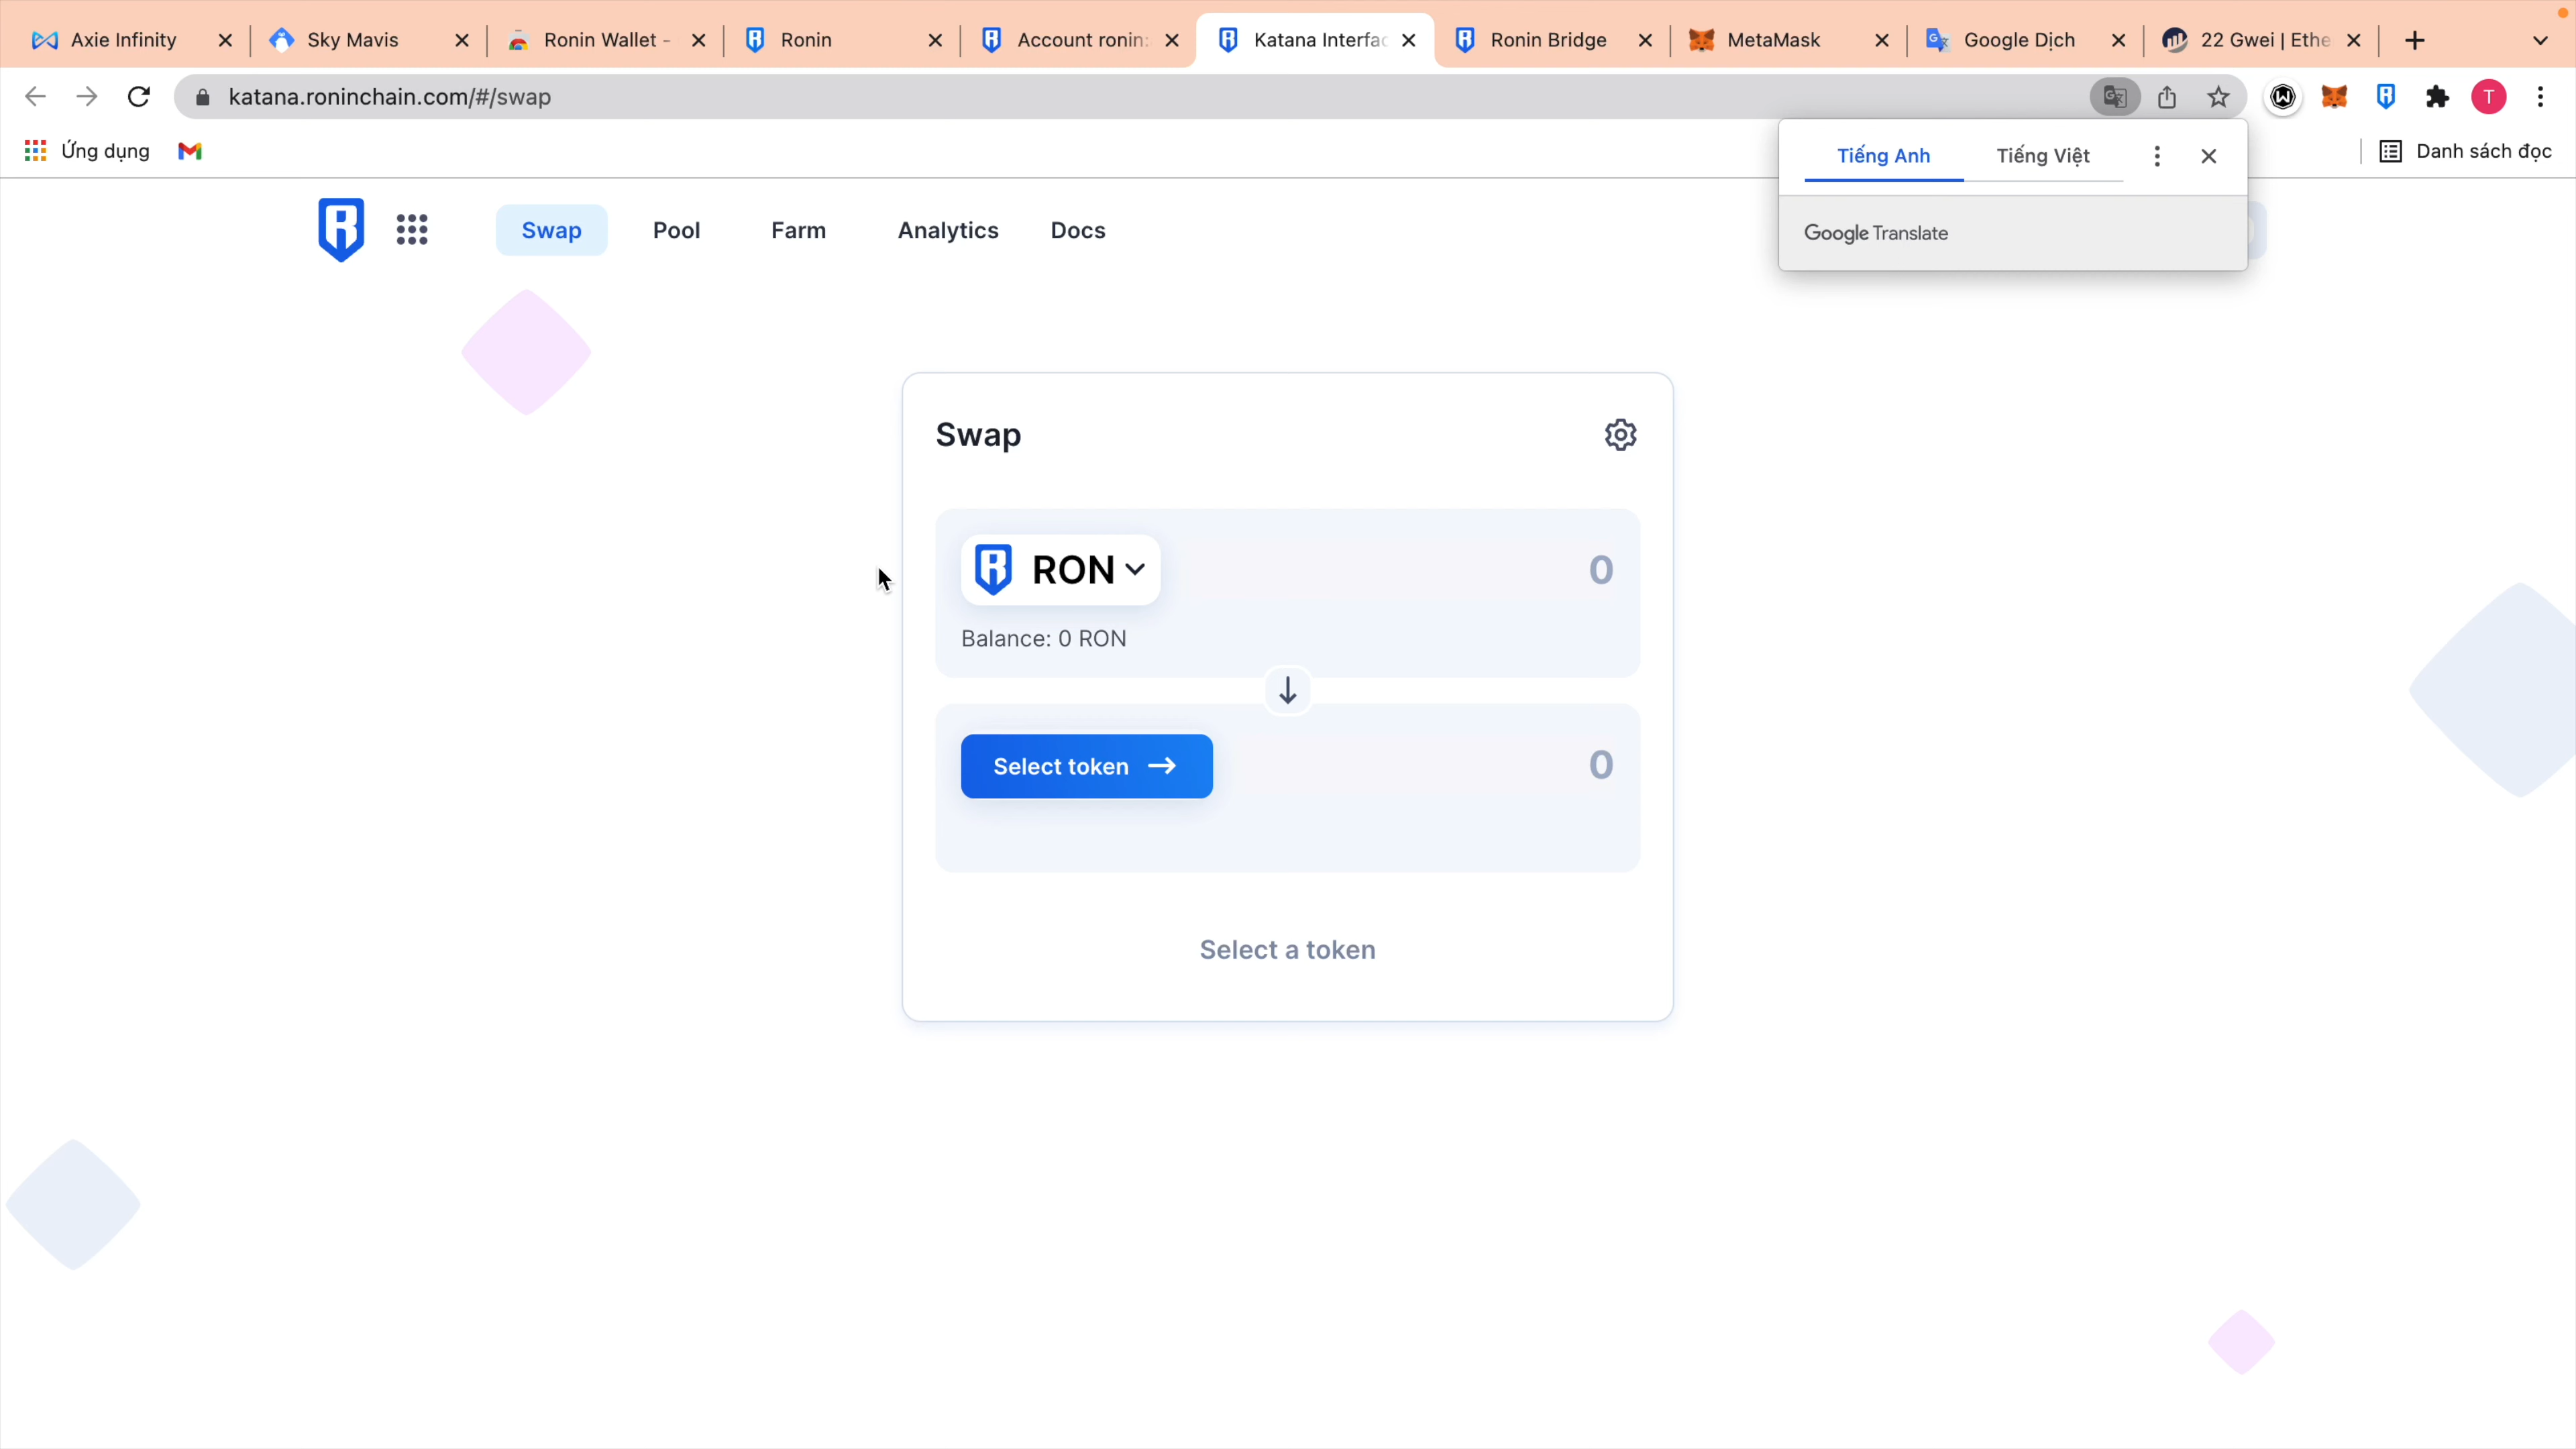 Axie Infinity
Sky Mavis
Ronin Wallet -
Ronin
Account ronin:
Katana Interfac
Ronin Bridge
MetaMask
Google Dịch
22 Gwei | Ethe
katana.roninchain.com/#/swap
T
Ứng dụng
Danh sách đọc
Tiếng Anh
Tiếng Việt
Google Translate
Swap
Pool
Farm
Analytics
Docs
Swap
RON
0
Balance: 0 RON
Select token
0
Select a token